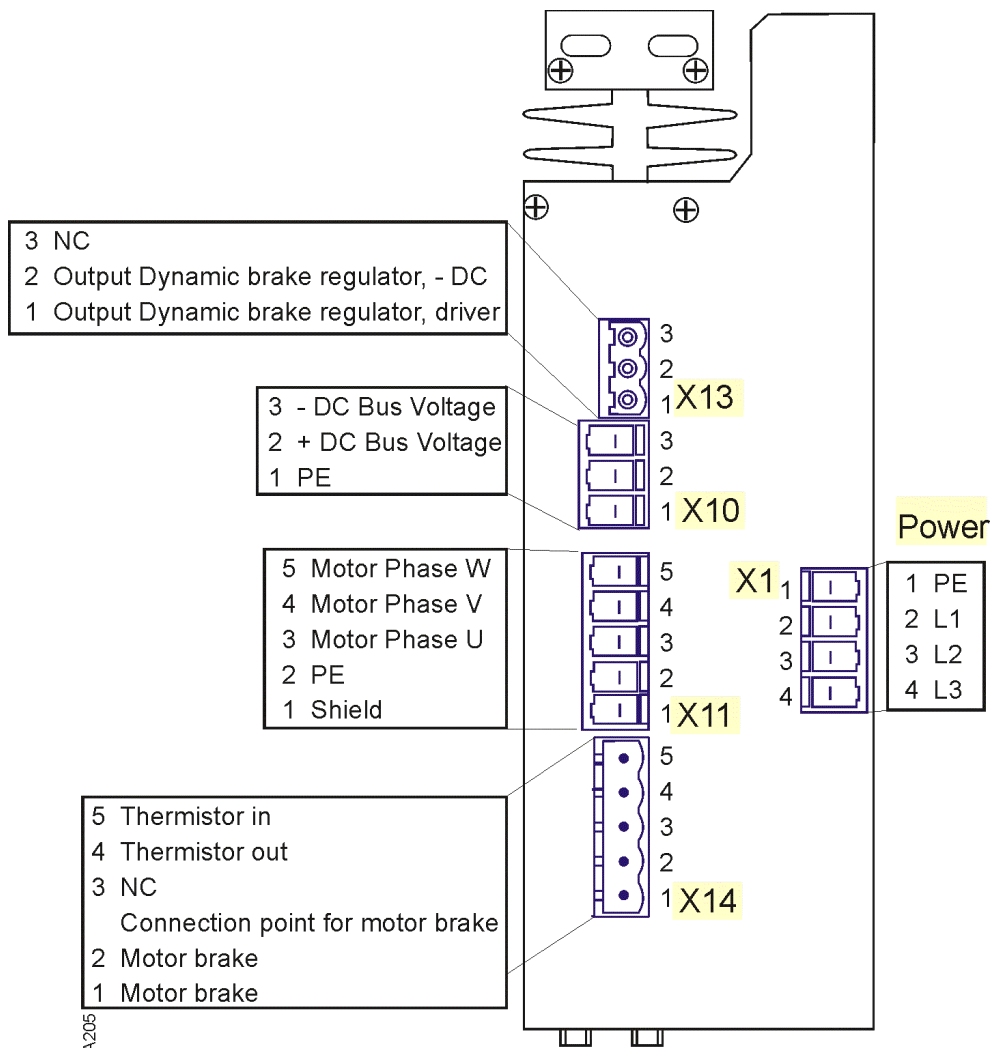 3 NC
2 Output Dynamic brake regulator, - DC
1 Output Dynamic brake regulator, driver
3
2
1 X13
3 - DC Bus Voltage
2 + DC Bus Voltage
1 PE
3
2
1 X10
Power
5 Motor Phase W
4 Motor Phase V
3 Motor Phase U
2 PE
1 Shield
5
4
3
2
1 X11
X1 1
2
3
4
1 PE
2 L1
3 L2
4 L3
5 Thermistor in
4 Thermistor out
3 NC
Connection point for motor brake
2 Motor brake
1 Motor brake
5
4
3
2
1 X14
A205